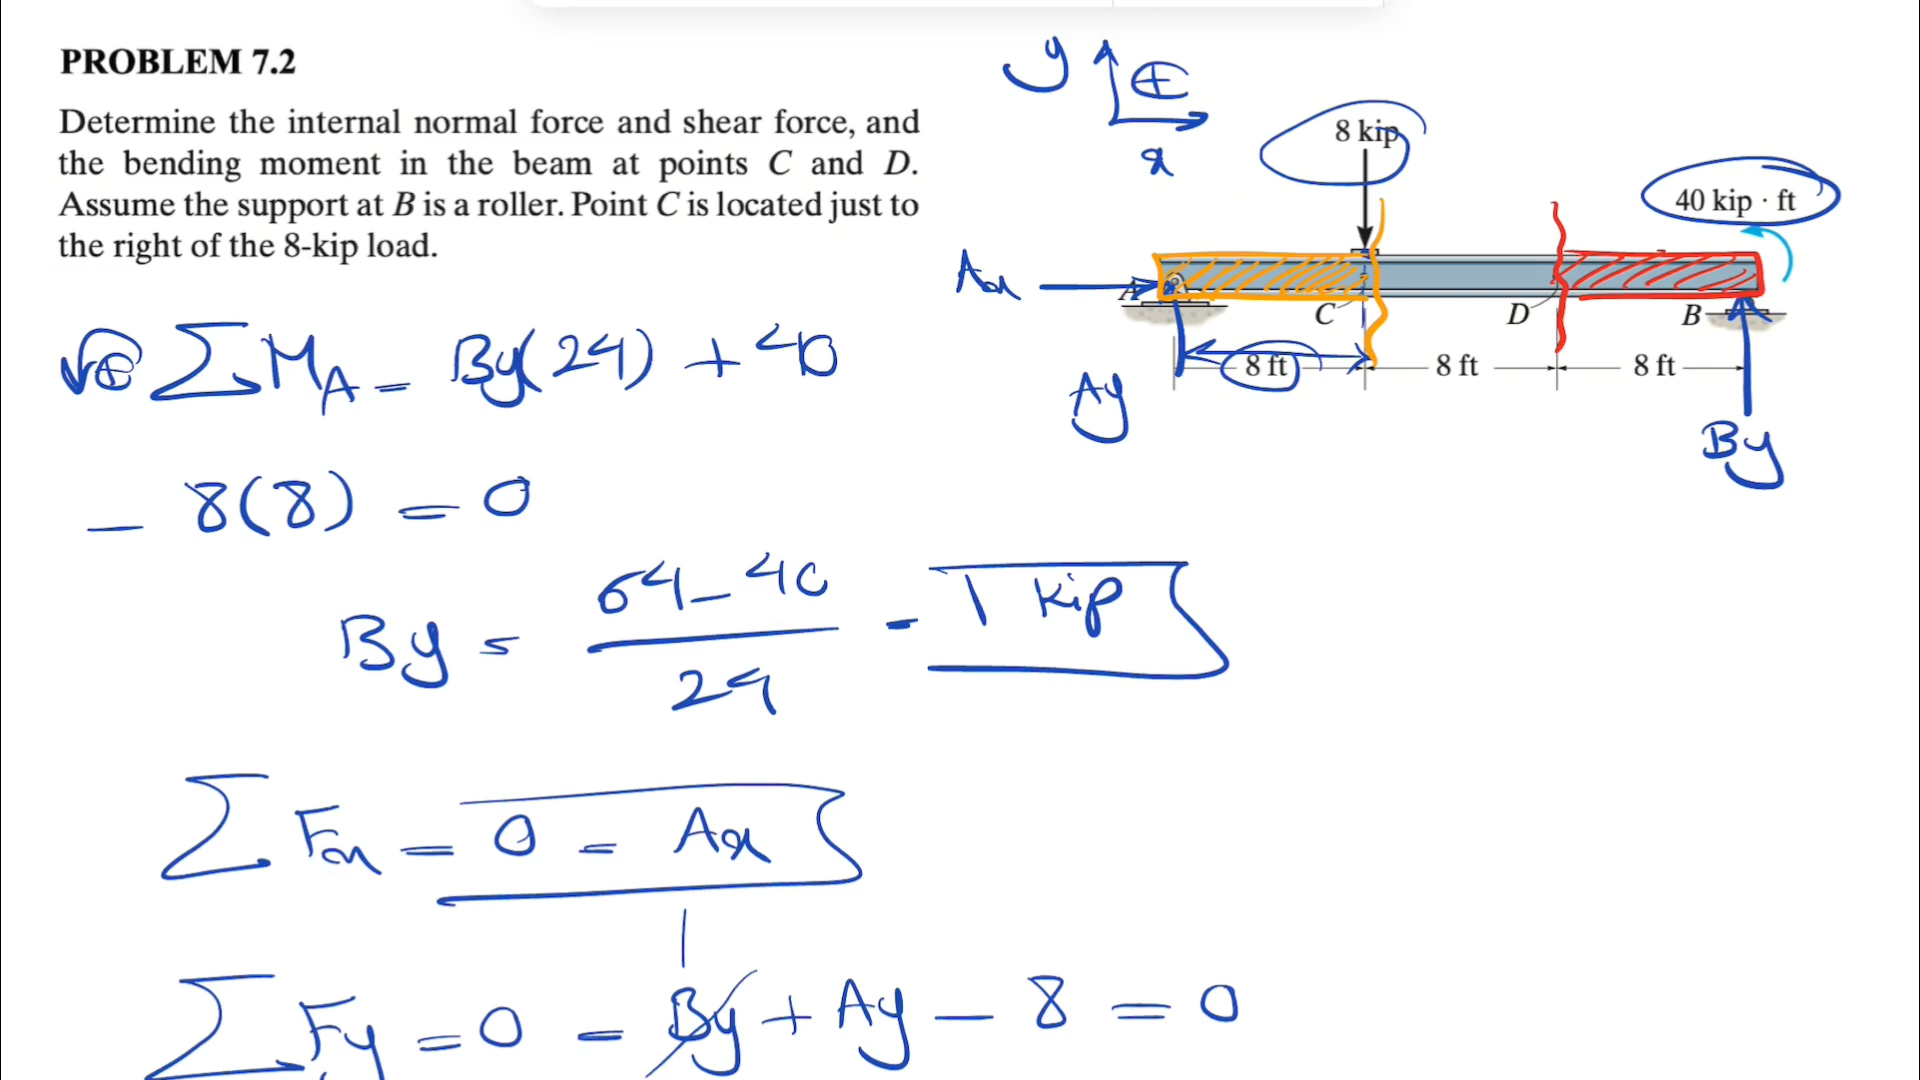 PROBLEM 7.2
Determine the internal normal force and shear force, and
the bending moment in the beam at points C and D.
Assume the support at B is a roller. Point C is located just to
the right of the 8-kip load.
y
x
8 kip
40 kip · ft
Ax
A
C
D
B
8 ft
8 ft
8 ft
Ay
By
+ ΣM_A = By(24) + 40
- 8(8) = 0
By = (64 - 40) / 24 = 1 kip
ΣFx = 0 = Ax
1
ΣFy = 0 = By + Ay - 8 = 0